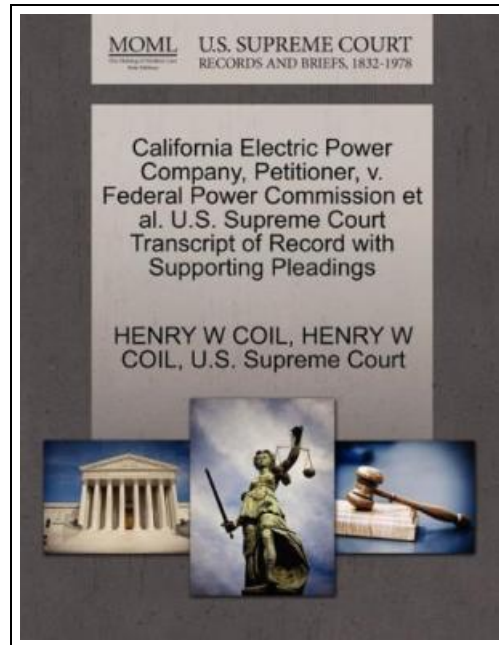 MOML
U.S. SUPREME COURT
RECORDS AND BRIEFS, 1832-1978
California Electric Power
Company, Petitioner, v.
Federal Power Commission et
al. U.S. Supreme Court
Transcript of Record with
Supporting Pleadings
HENRY W COIL, HENRY W
COIL, U.S. Supreme Court